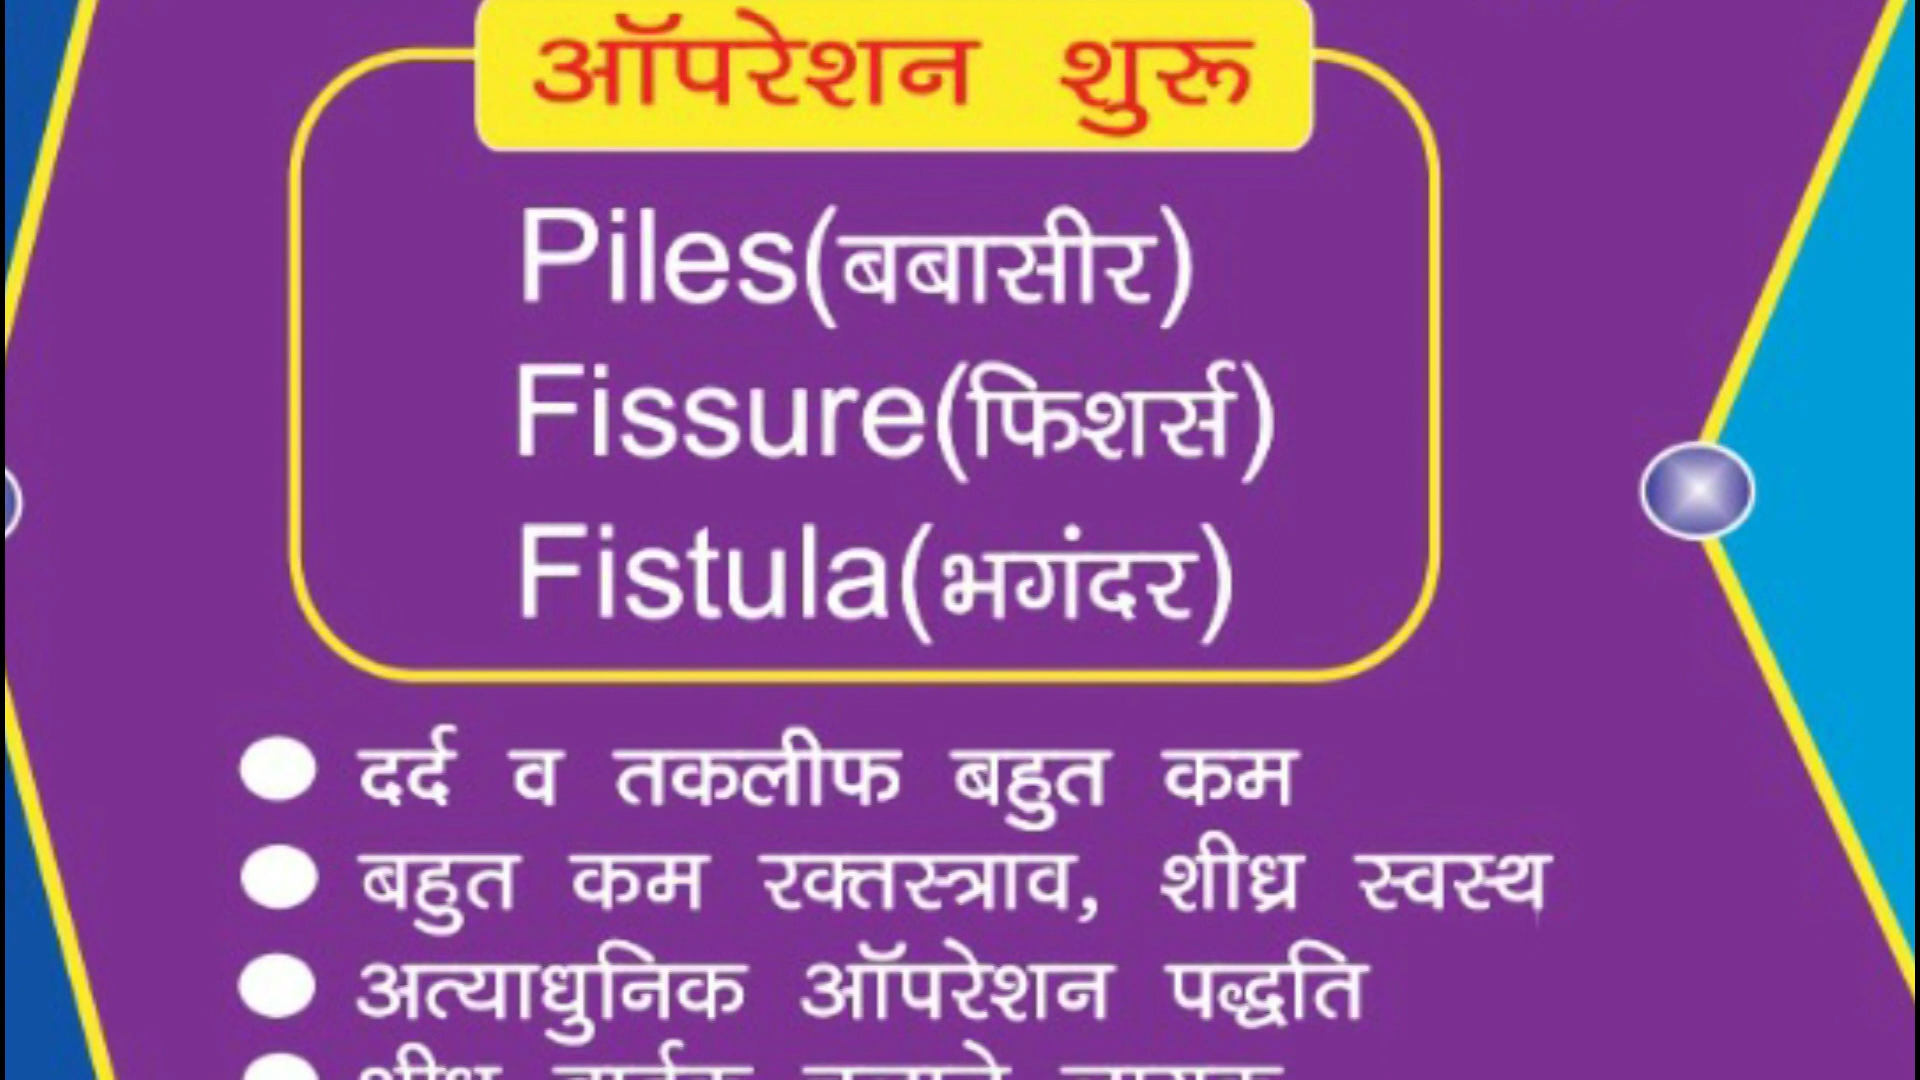 ऑपरेशन शुरू
Piles(बबासीर)
Fissure(फिशर्स)
Fistula(भगंदर)
दर्द व तकलीफ बहुत कम
बहुत कम रक्तस्त्राव, शीध्र स्वस्थ
अत्याधुनिक ऑपरेशन पद्धति